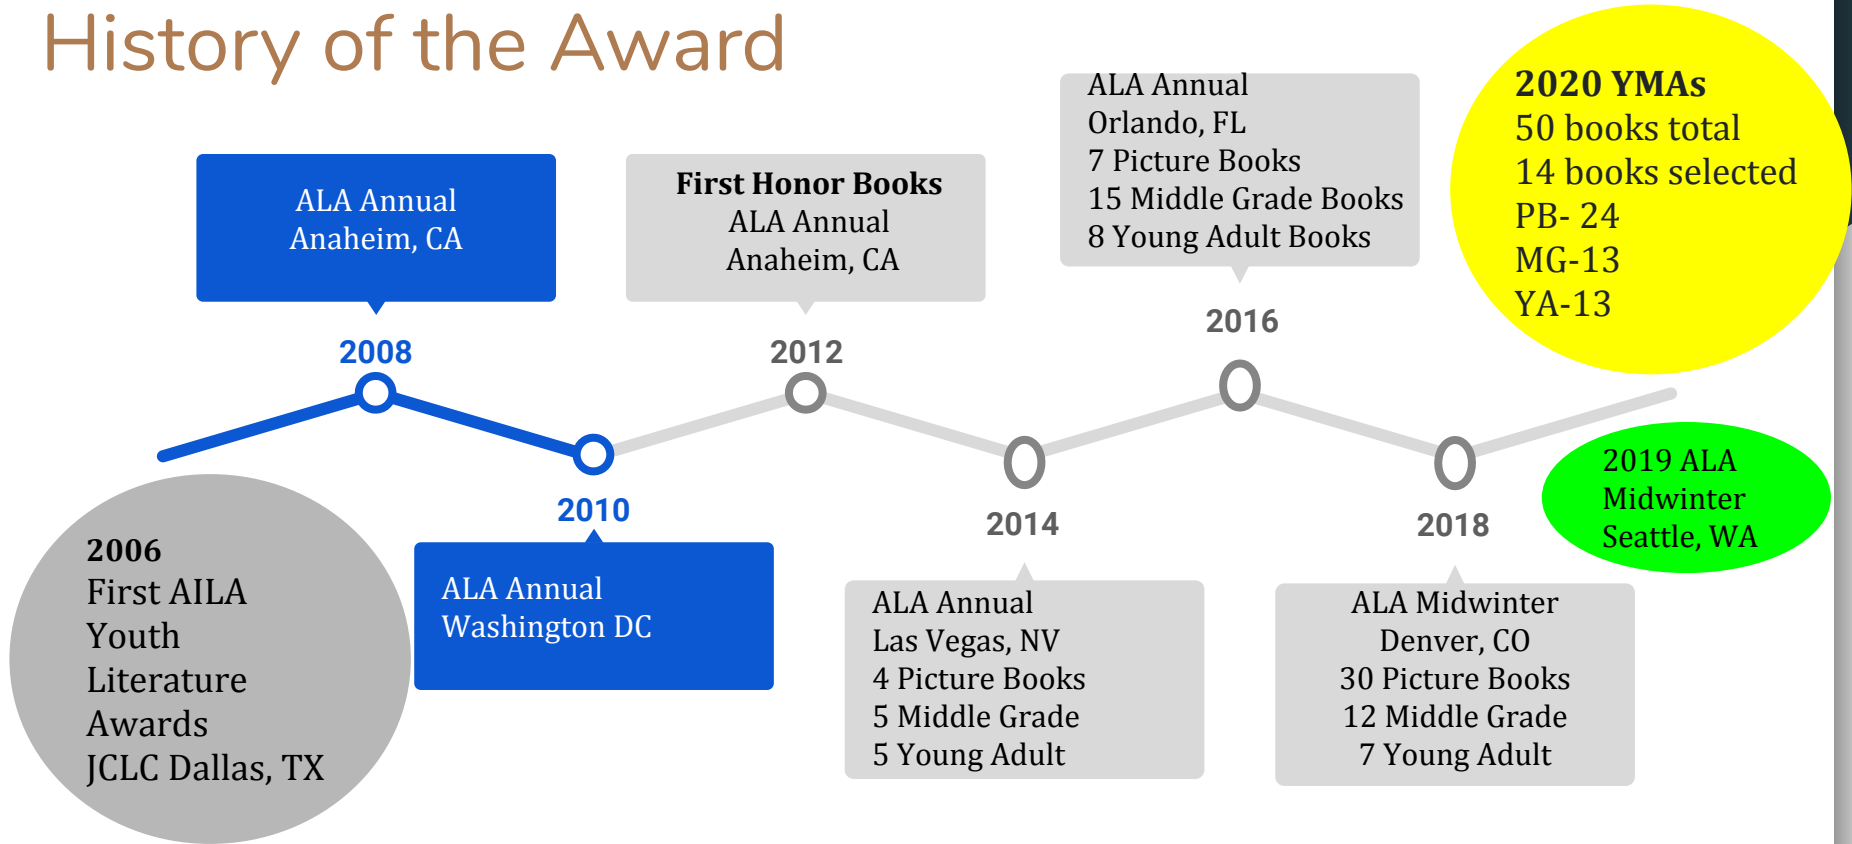 History of the Award
2006
First AILA
Youth
Literature
Awards
JCLC Dallas, TX
ALA Annual
Anaheim, CA
2008
2010
ALA Annual
Washington DC
First Honor Books
ALA Annual
Anaheim, CA
2012
2014
ALA Annual
Las Vegas, NV
4 Picture Books
5 Middle Grade
5 Young Adult
ALA Annual
Orlando, FL
7 Picture Books
15 Middle Grade Books
8 Young Adult Books
2016
2018
ALA Midwinter
Denver, CO
30 Picture Books
12 Middle Grade
7 Young Adult
2019 ALA
Midwinter
Seattle, WA
2020 YMAs
50 books total
14 books selected
PB- 24
MG-13
YA-13